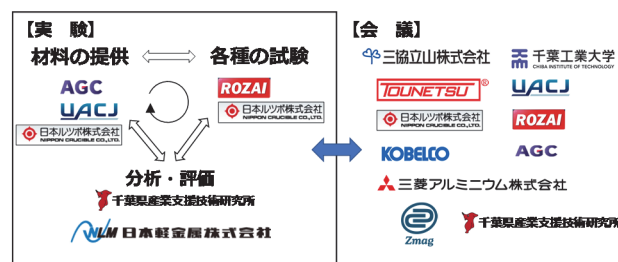 【実　験】
材料の提供
各種の試験
AGC
UACJ
日本ルツボ株式会社
NIPPON CRUCIBLE CO.,LTD.
ROZAI
日本ルツボ株式会社
NIPPON CRUCIBLE CO.,LTD.
分析・評価
千葉県産業支援技術研究所
NLM 日本軽金属株式会社
【会　議】
三協立山株式会社
千葉工業大学
CHIBA INSTITUTE OF TECHNOLOGY
TOUNETSU®
UACJ
日本ルツボ株式会社
NIPPON CRUCIBLE CO.,LTD.
ROZAI
KOBELCO
AGC
三菱アルミニウム株式会社
Zmag
千葉県産業支援技術研究所